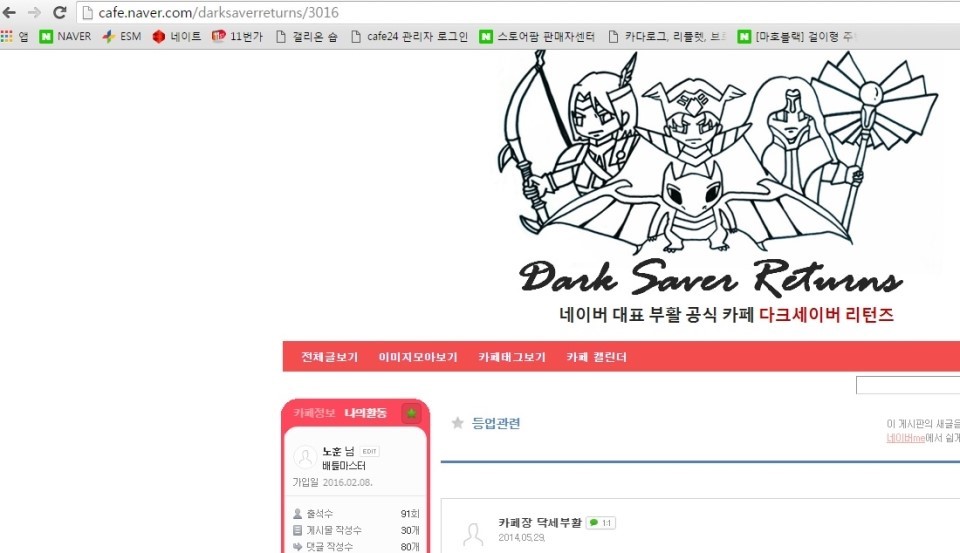 cafe.naver.com/darksaverreturns/3016
앱 NAVER ESM 네이트 11번가 갤리온 숍 cafe24 관리자 로그인 스토어팜 판매자센터 카다로그, 리플렛, 브 [마호블랙] 걸이형 주
Dark Saver Returns
네이버 대표 부활 공식 카페 다크세이버 리턴즈
전체글보기 이미지모아보기 카페태그보기 카페 캘린더
카페정보 나의활동
등업관련
이 게시판의 새글을
네이버me에서 쉽게
노훈 님 EDIT
배틀마스터
가입일 2016.02.08.
출석수 91회
게시물 작성수 30개
댓글 작성수 80개
카페장 닥세부활 1:1
2014.05.29.